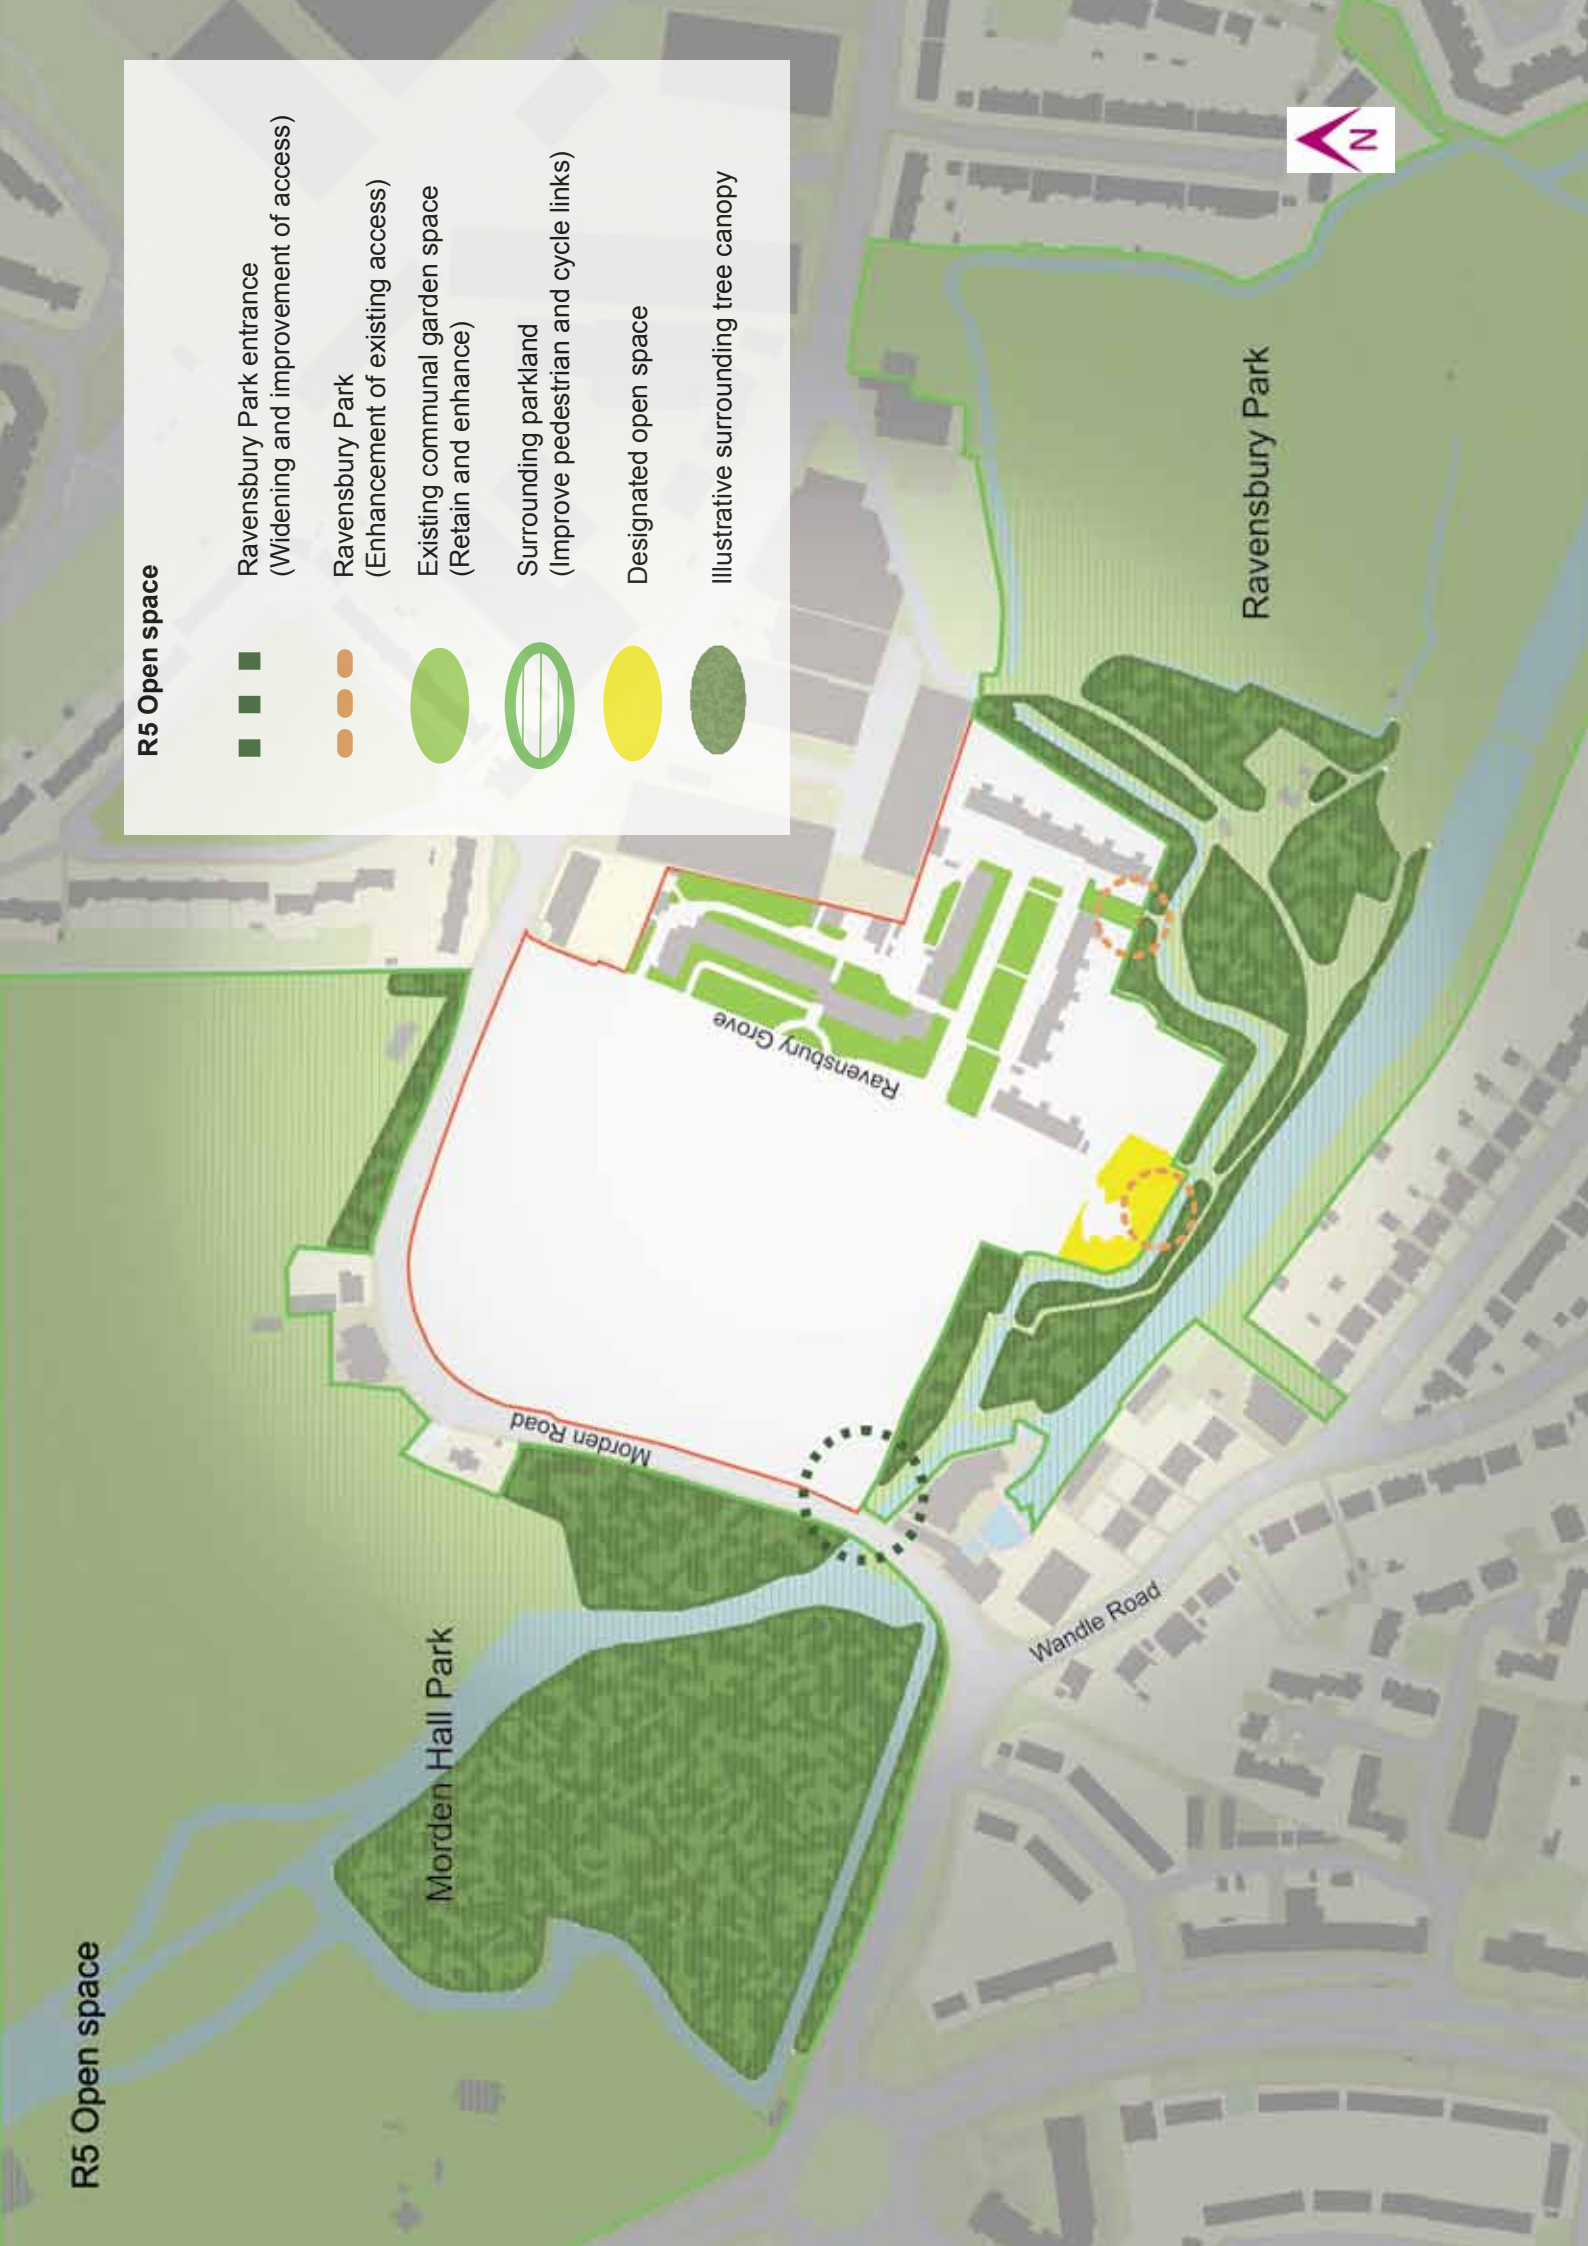 R5 Open space
R5 Open space
Ravensbury Park entrance
(Widening and improvement of access)
Ravensbury Park
(Enhancement of existing access)
Existing communal garden space
(Retain and enhance)
Surrounding parkland
(Improve pedestrian and cycle links)
Designated open space
Illustrative surrounding tree canopy
Morden Hall Park
Morden Road
Ravensbury Grove
Wandle Road
Ravensbury Park
N